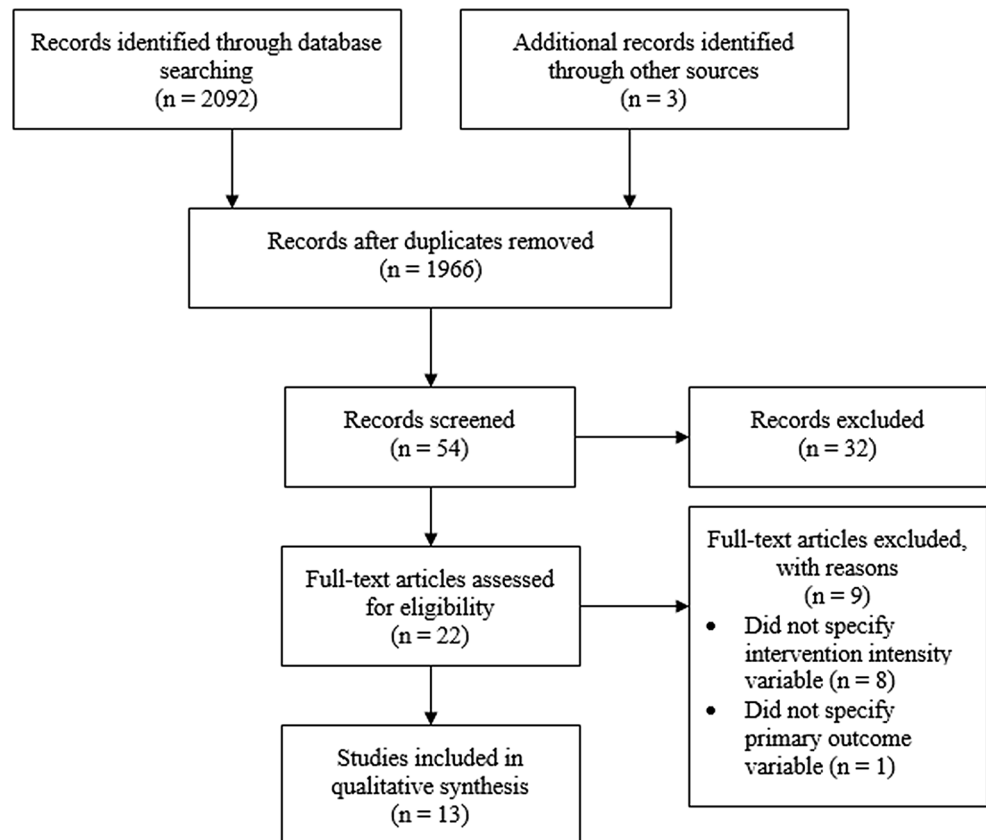 Records identified through database
searching
(n = 2092)
Additional records identified
through other sources
(n = 3)
Records after duplicates removed
(n = 1966)
Records screened
(n = 54)
Records excluded
(n = 32)
Full-text articles assessed
for eligibility
(n = 22)
Full-text articles excluded,
with reasons
(n = 9)
• Did not specify
intervention intensity
variable (n = 8)
• Did not specify
primary outcome
variable (n = 1)
Studies included in
qualitative synthesis
(n = 13)